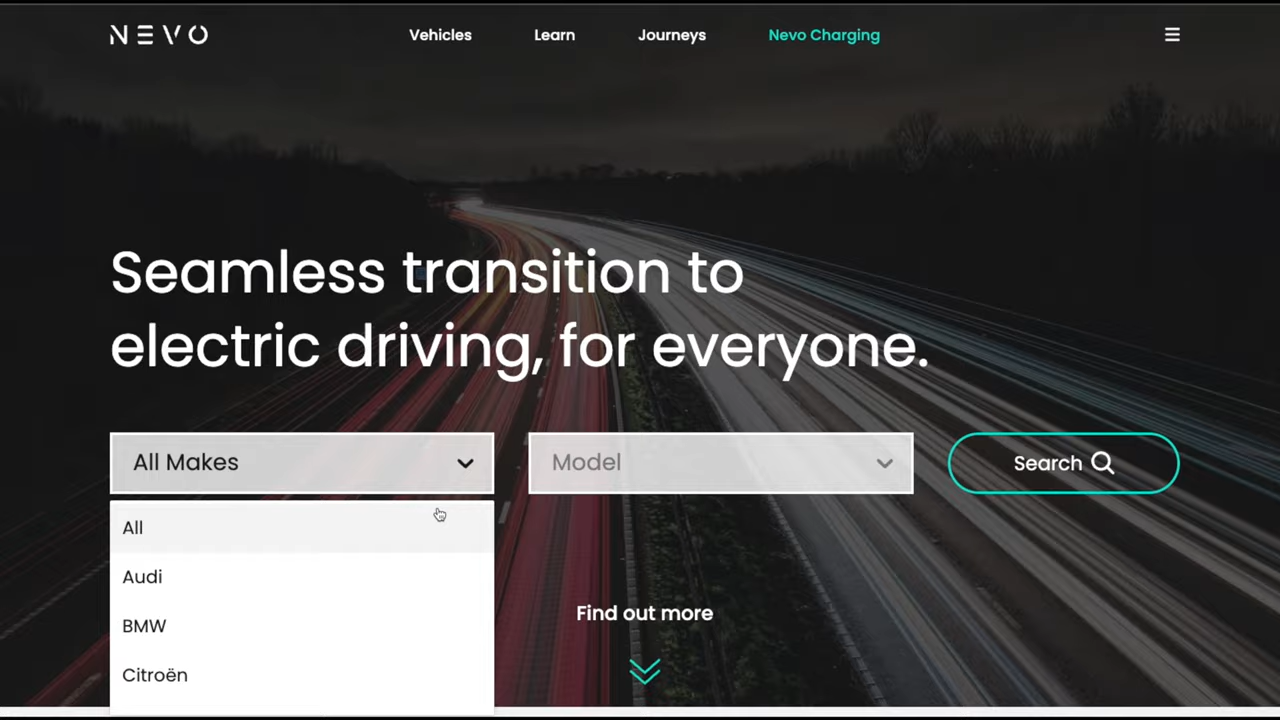 NEVO
Vehicles
Learn
Journeys
Nevo Charging
Seamless transition to
electric driving, for everyone.
All Makes
Model
Search
All
Audi
BMW
Citroën
Find out more